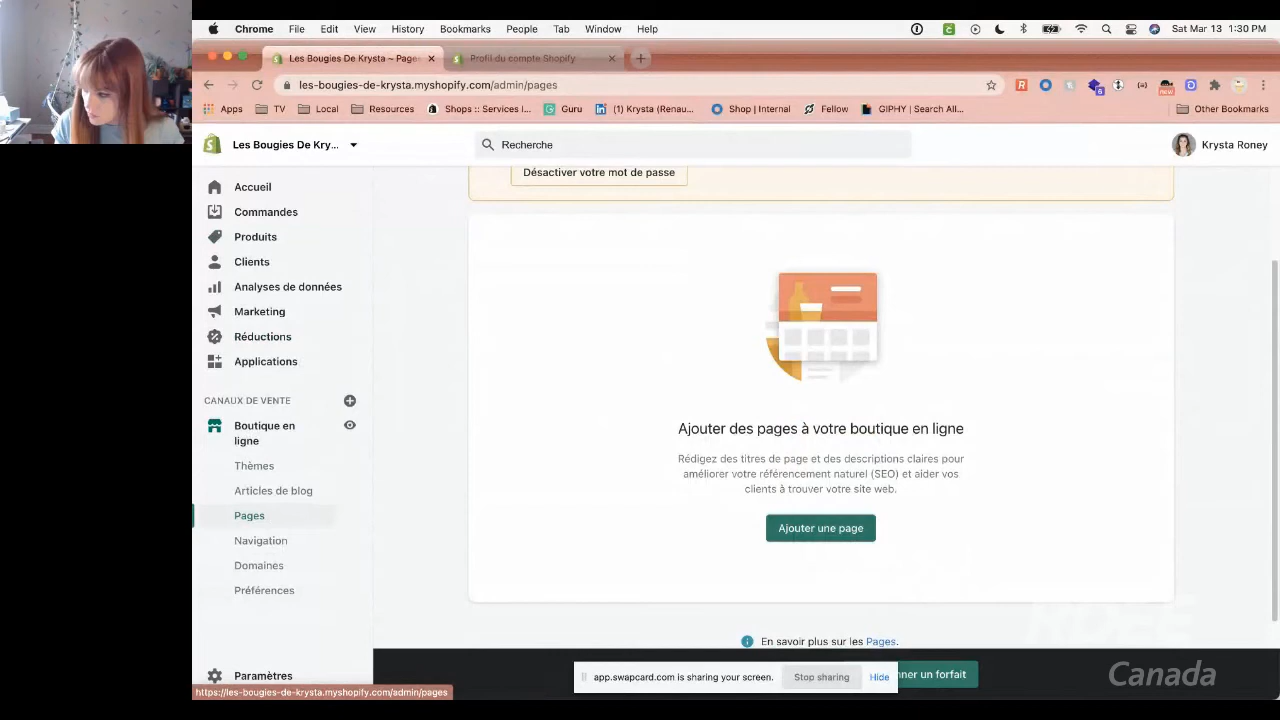 Chrome File Edit View History Bookmarks People Tab Window Help Sat Mar 13 1:30 PM
Les Bougies De Krysta ~ Page Profil du compte Shopify
les-bougies-de-krysta.myshopify.com/admin/pages
Apps TV Local Resources Shops :: Services i... Guru (1) Krysta (Renau... Shop | Internal Fellow GIPHY | Search All... Other Bookmarks
Les Bougies De Kry... Recherche Krysta Roney
Désactiver votre mot de passe
Accueil
Commandes
Produits
Clients
Analyses de données
Marketing
Réductions
Applications
CANAUX DE VENTE
Boutique en
ligne
Thèmes
Articles de blog
Pages
Navigation
Domaines
Préférences
Paramètres
Ajouter des pages à votre boutique en ligne
Rédigez des titres de page et des descriptions claires pour
améliorer votre référencement naturel (SEO) et aider vos
clients à trouver votre site web.
Ajouter une page
En savoir plus sur les Pages.
app.swapcard.com is sharing your screen. Stop sharing Hide
un forfait
https://les-bougies-de-krysta.myshopify.com/admin/pages
Canada